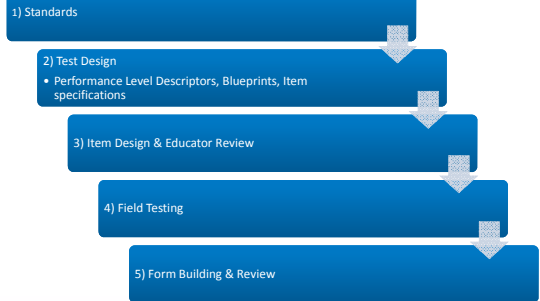 1) Standards
2) Test Design
• Performance Level Descriptors, Blueprints, Item
specifications
3) Item Design & Educator Review
4) Field Testing
5) Form Building & Review